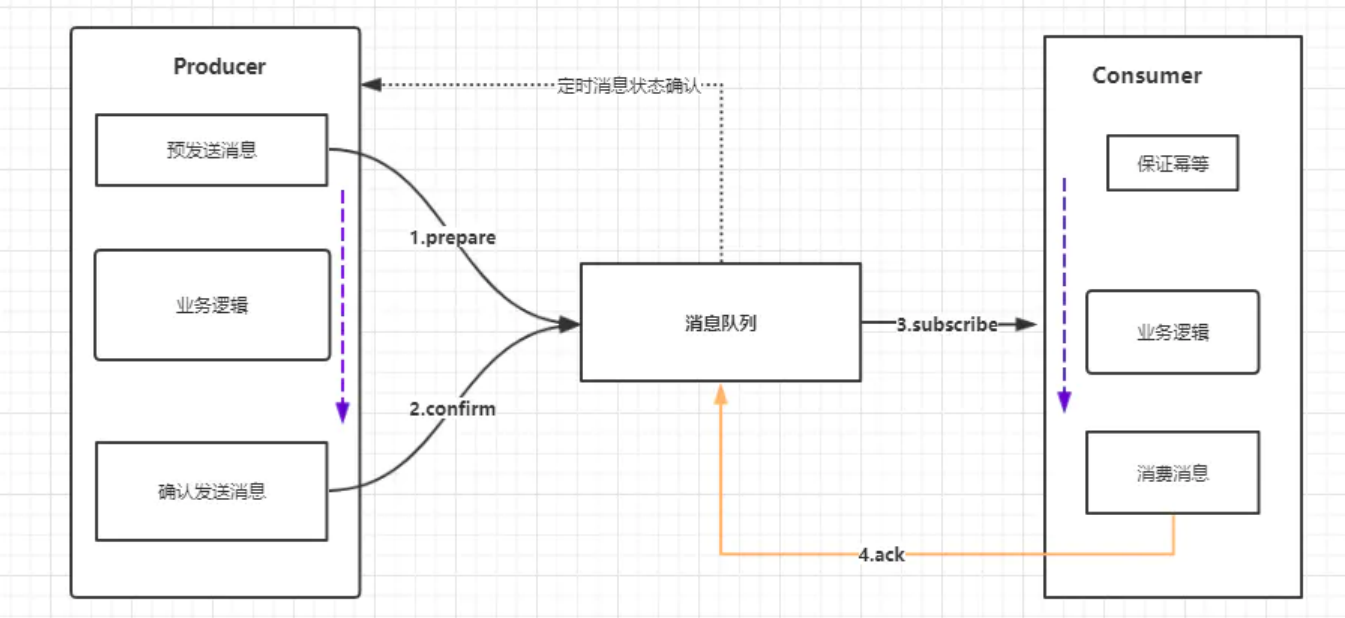 Producer
预发送消息
业务逻辑
确认发送消息
定时消息状态确认
1.prepare
2.confirm
消息队列
3.subscribe
4.ack
Consumer
保证幂等
业务逻辑
消费消息